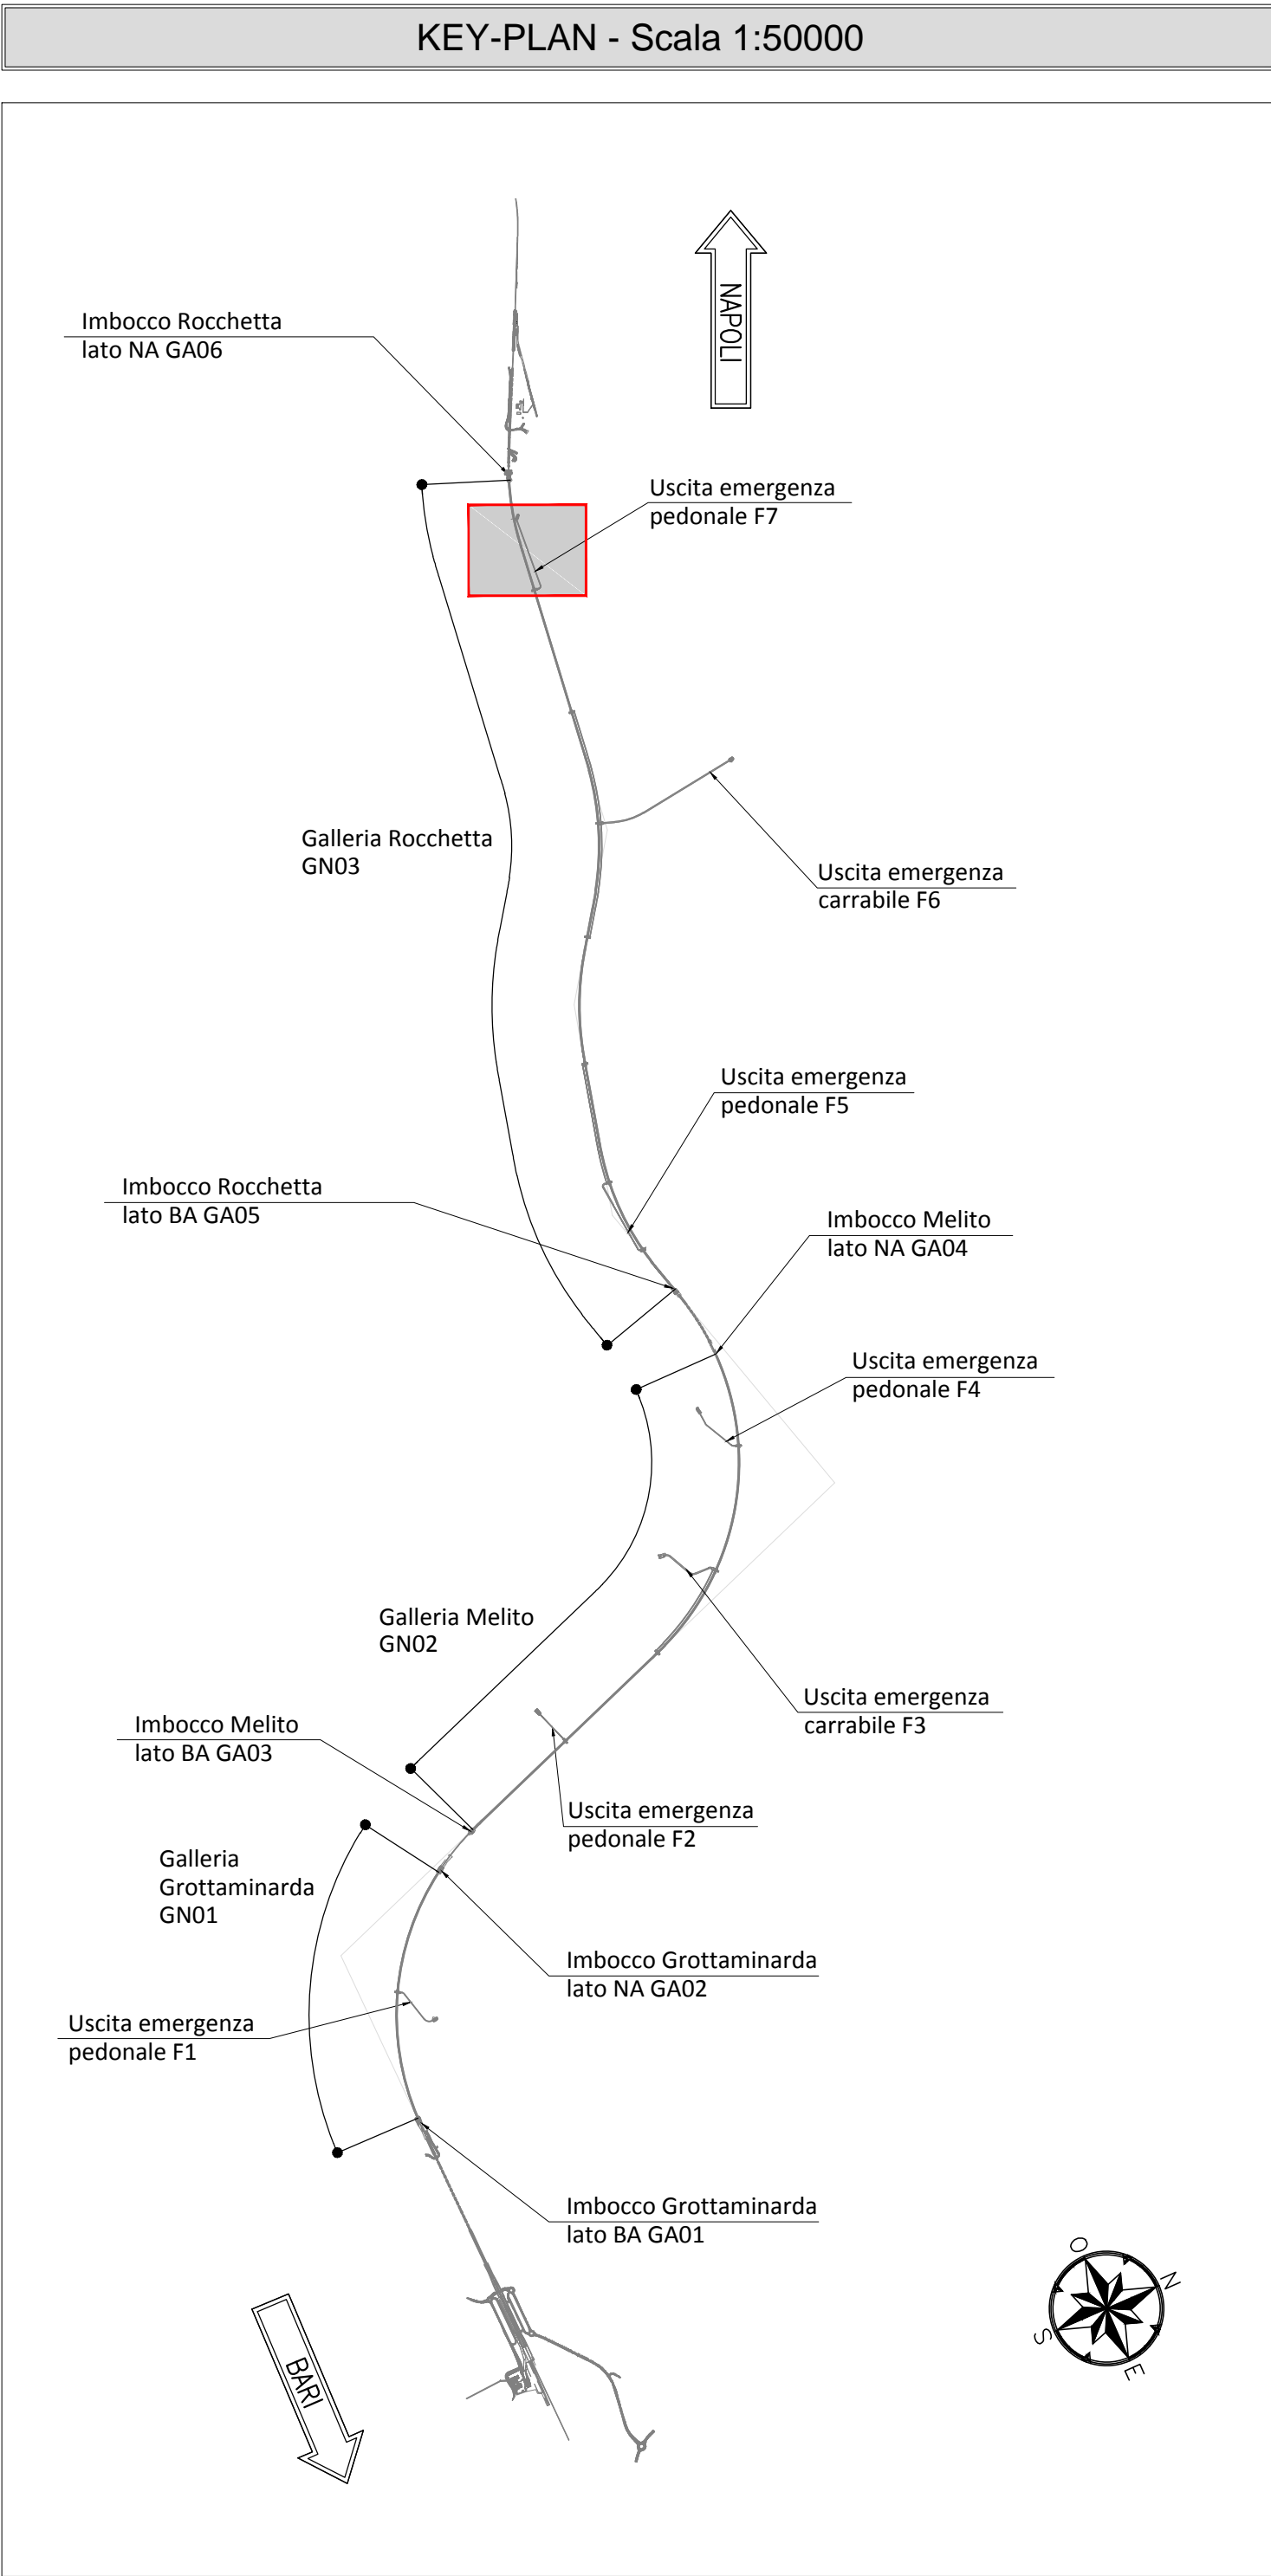 KEY-PLAN - Scala 1:50000
NAPOLI
Imbocco Rocchetta
lato NA GA06
Uscita emergenza
pedonale F7
Galleria Rocchetta
GN03
Uscita emergenza
carrabile F6
Uscita emergenza
pedonale F5
Imbocco Rocchetta
lato BA GA05
Imbocco Melito
lato NA GA04
Uscita emergenza
pedonale F4
Galleria Melito
GN02
Uscita emergenza
carrabile F3
Imbocco Melito
lato BA GA03
Uscita emergenza
pedonale F2
Galleria
Grottaminarda
GN01
Imbocco Grottaminarda
lato NA GA02
Uscita emergenza
pedonale F1
Imbocco Grottaminarda
lato BA GA01
O
N
S
E
BARI